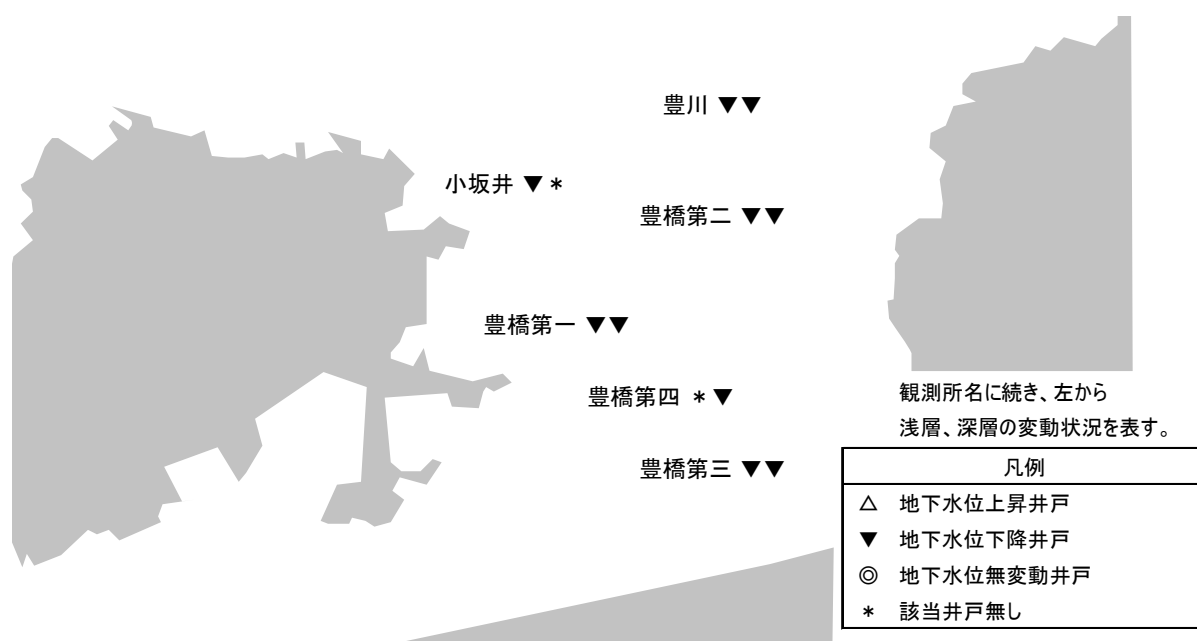 豊川 ▼▼
小坂井 ▼*
豊橋第二 ▼▼
豊橋第一 ▼▼
豊橋第四 *▼
豊橋第三 ▼▼
観測所名に続き、左から
浅層、深層の変動状況を表す。
凡例
△ 地下水位上昇井戸
▼ 地下水位下降井戸
◎ 地下水位無変動井戸
* 該当井戸無し